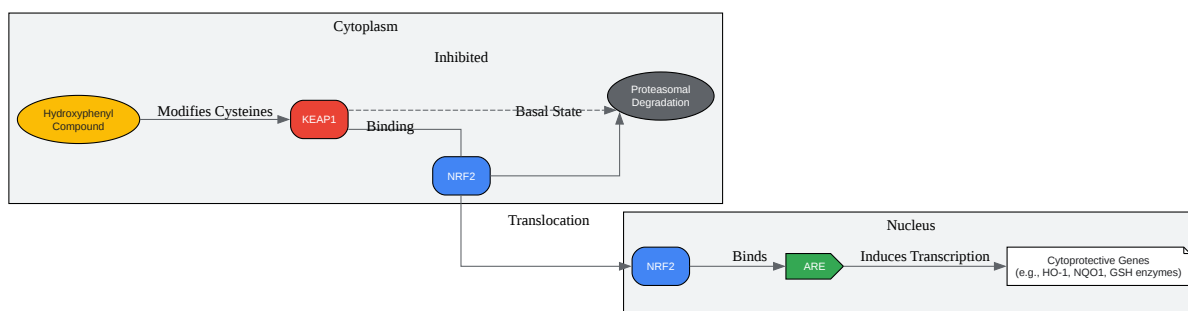 Cytoplasm
Inhibited
Hydroxyphenyl
Compound
Modifies Cysteines
KEAP1
Binding
Basal State
Proteasomal
Degradation
NRF2
Translocation
Nucleus
NRF2
Binds
ARE
Induces Transcription
Cytoprotective Genes
(e.g., HO-1, NQO1, GSH enzymes)